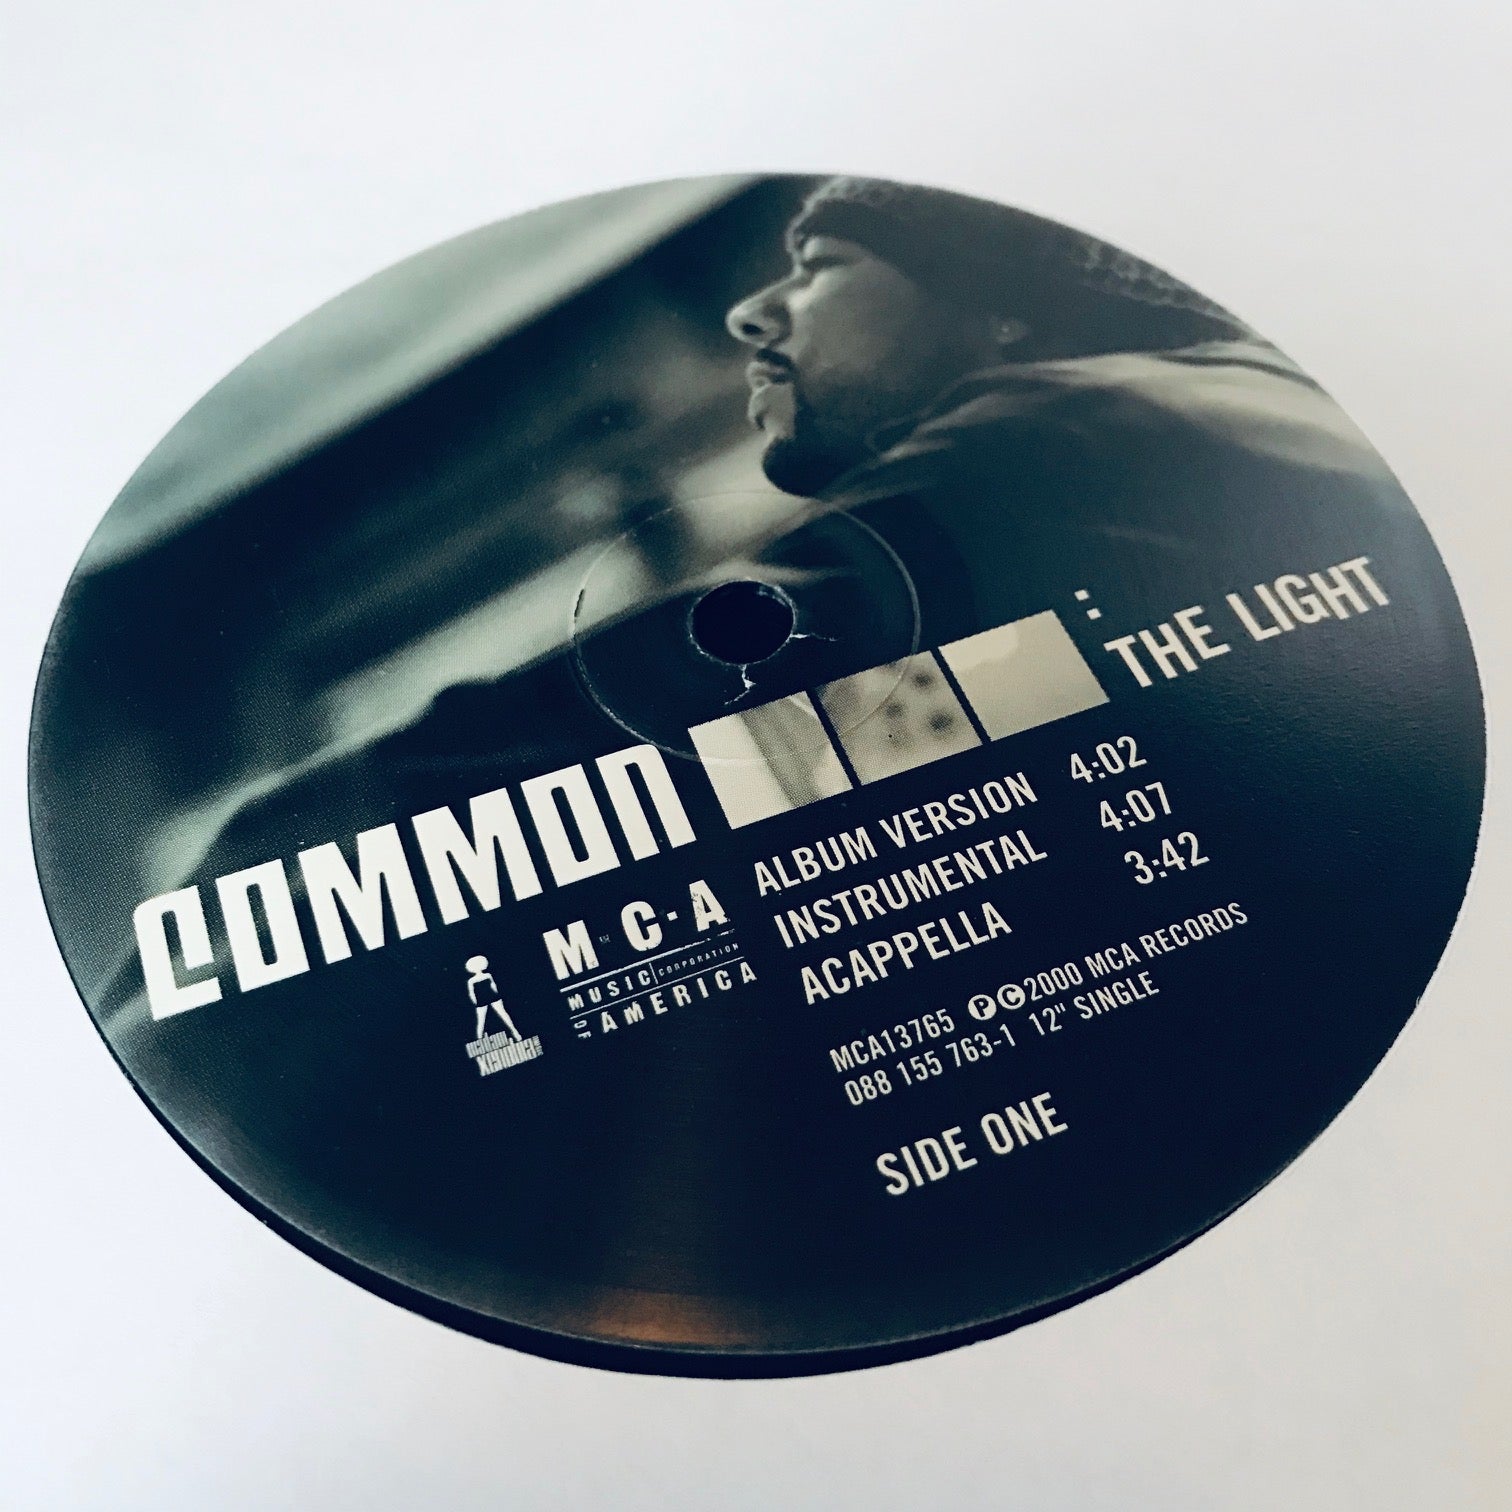 COMMON
: THE LIGHT
ALBUM VERSION 4:02
INSTRUMENTAL 4:07
ACAPPELLA 3:42
M·C·A
MUSIC CORPORATION
OF AMERICA
MCA13765 ℗©2000 MCA RECORDS
088 155 763-1 12" SINGLE
SIDE ONE